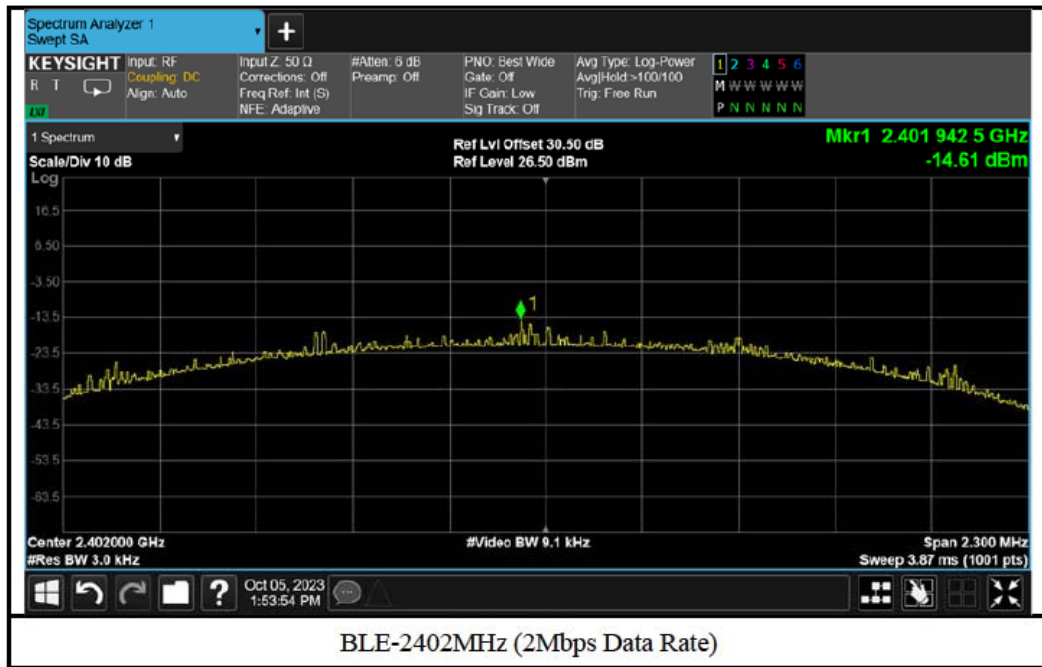 Spectrum Analyzer 1
Swept SA
+
KEYSIGHT
R T
LXI
Input: RF
Coupling: DC
Align: Auto
Input Z: 50 Ω
Corrections: Off
Freq Ref: Int (S)
NFE: Adaptive
#Atten: 6 dB
Preamp: Off
PNO: Best Wide
Gate: Off
IF Gain: Low
Sig Track: Off
Avg Type: Log-Power
Avg|Hold:>100/100
Trig: Free Run
1 2 3 4 5 6
M W W W W W
P N N N N N
1 Spectrum
Scale/Div 10 dB
Log
Ref Lvl Offset 30.50 dB
Ref Level 26.50 dBm
Mkr1 2.401 942 5 GHz
-14.61 dBm
16.5
6.50
-3.50
1
-13.5
-23.5
-33.5
-43.5
-53.5
-63.5
Center 2.402000 GHz
#Video BW 9.1 kHz
Span 2.300 MHz
#Res BW 3.0 kHz
Sweep 3.87 ms (1001 pts)
?
Oct 05, 2023
1:53:54 PM
BLE-2402MHz (2Mbps Data Rate)